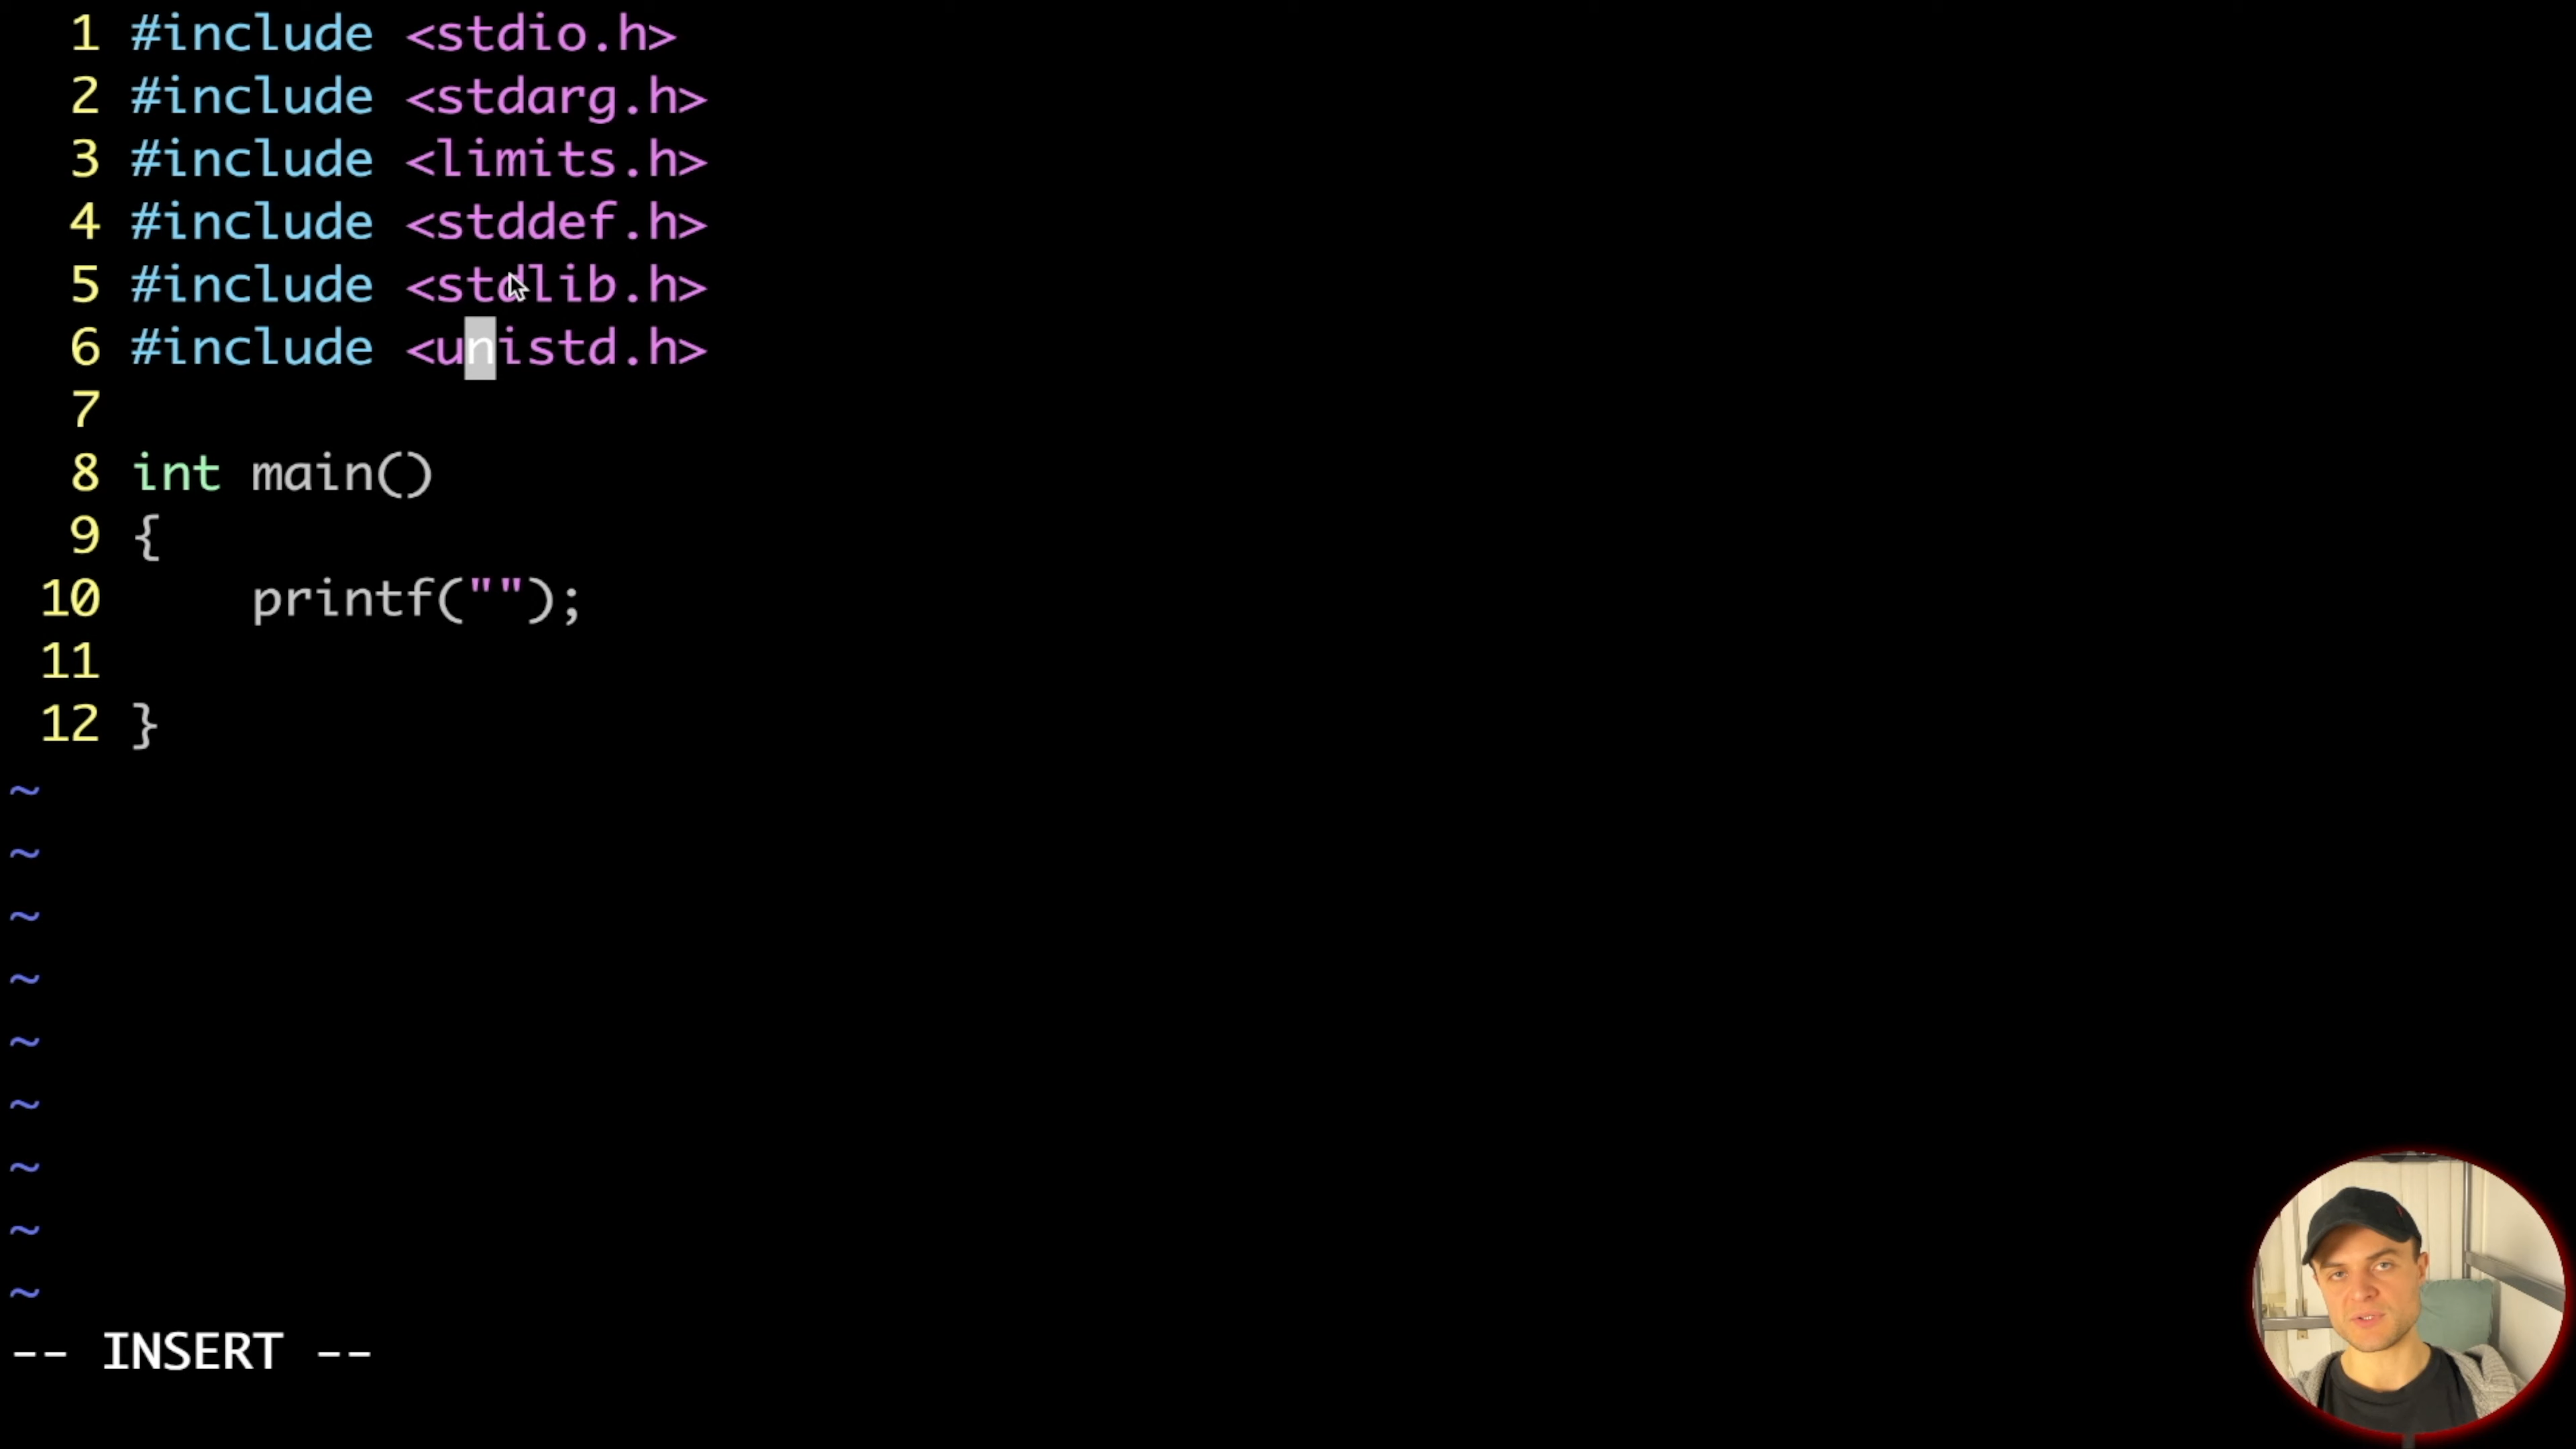 1 #include <stdio.h>
2 #include <stdarg.h>
3 #include <limits.h>
4 #include <stddef.h>
5 #include <stdlib.h>
6 #include <unistd.h>
7
8 int main()
9 {
10     printf("");
11
12 }
~
~
~
~
~
~
~
~
~
-- INSERT --